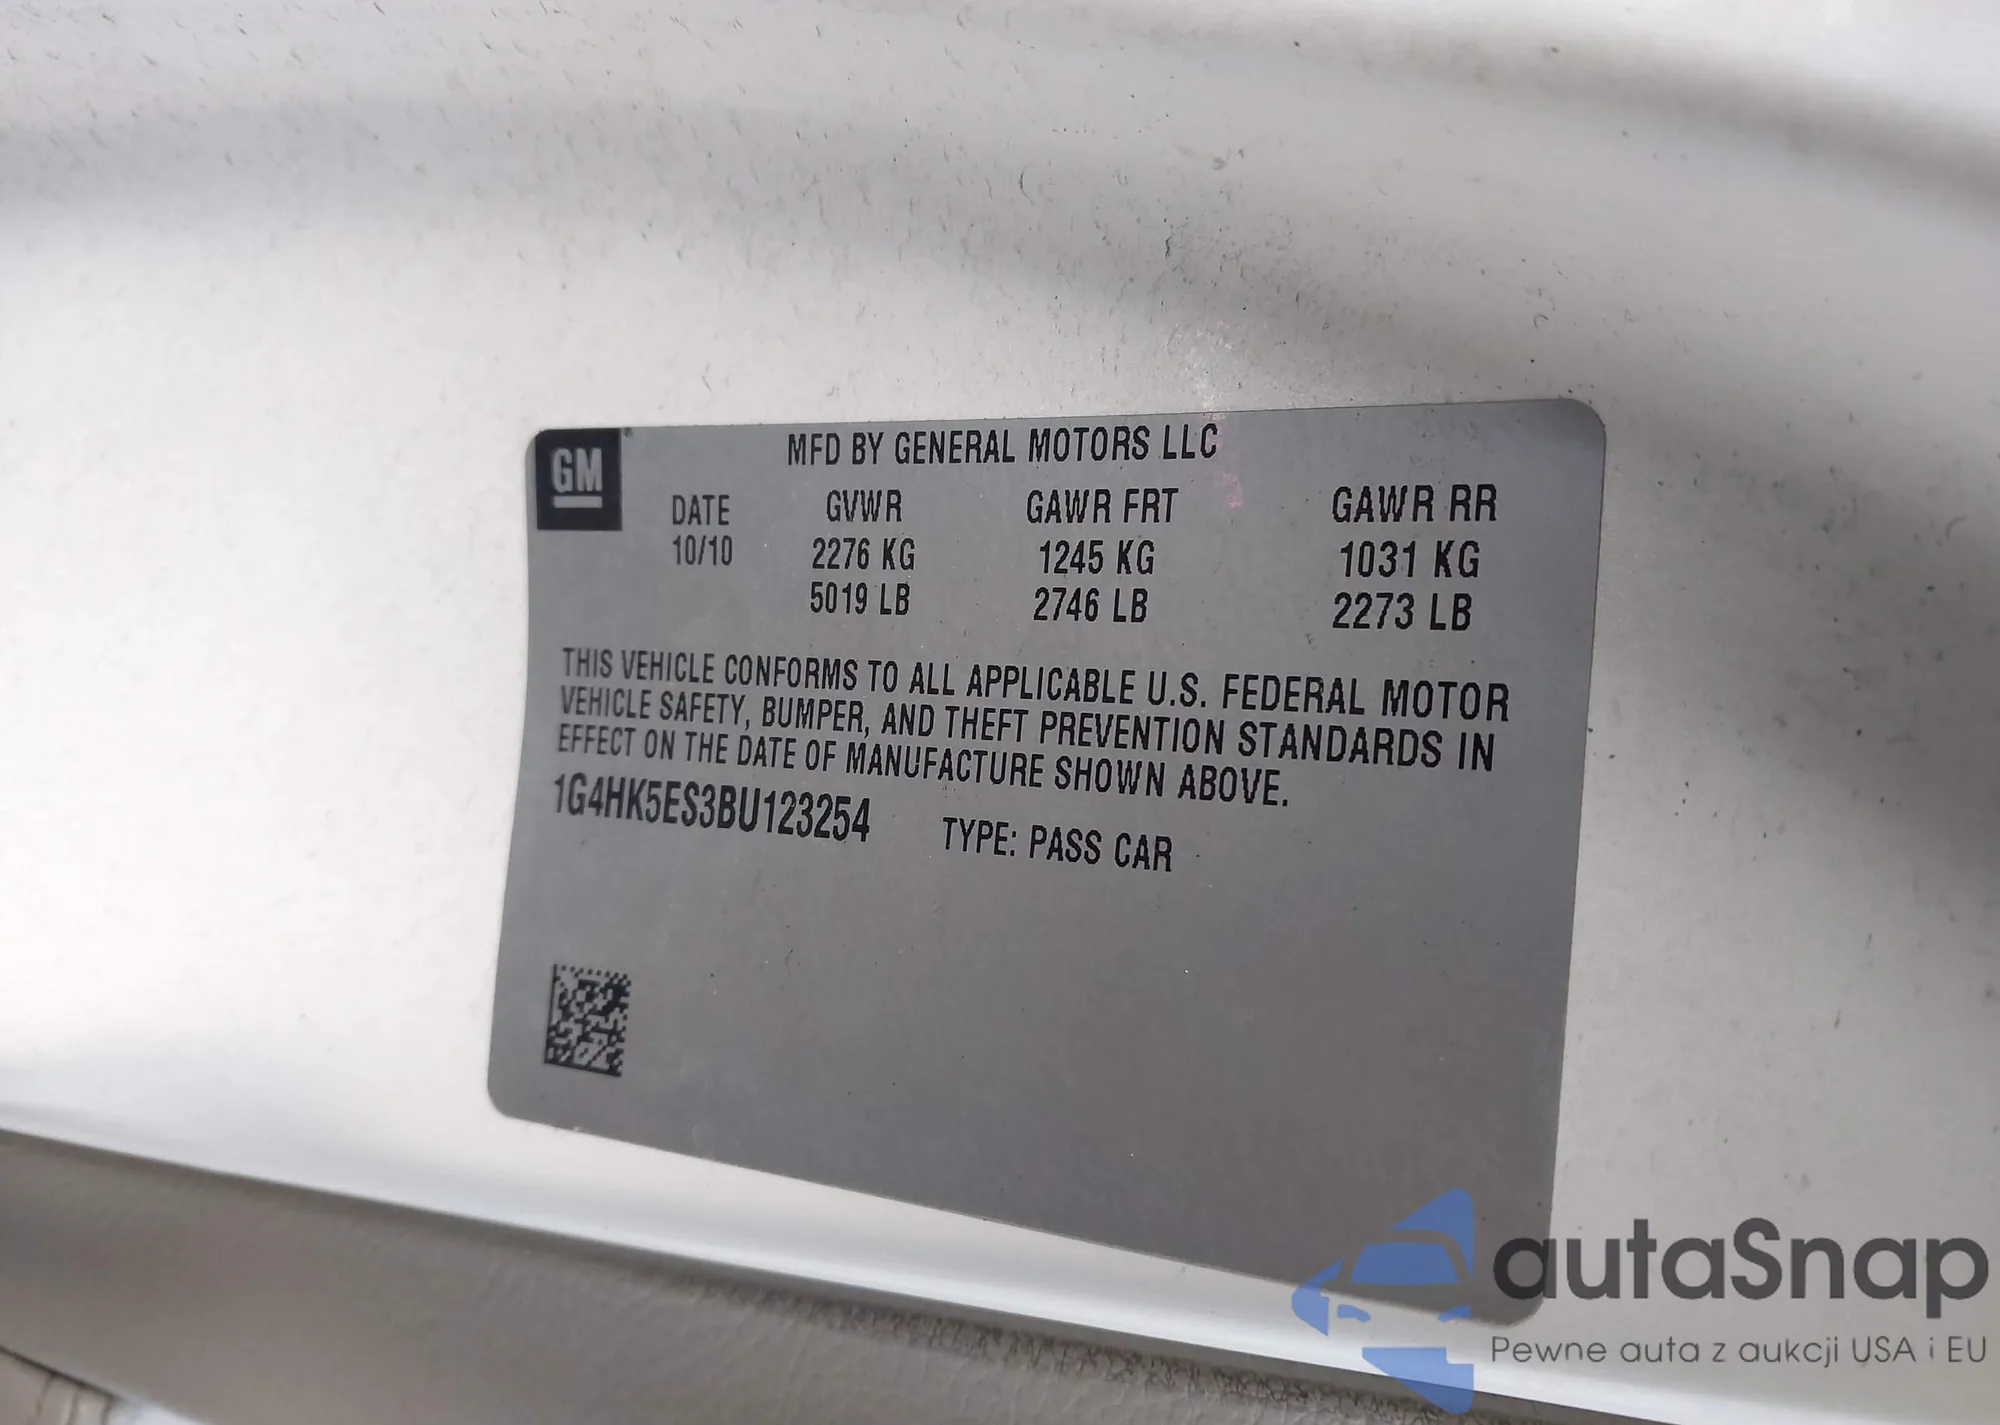 GM
MFD BY GENERAL MOTORS LLC
DATE GVWR GAWR FRT GAWR RR
10/10 2276 KG 1245 KG 1031 KG
5019 LB 2746 LB 2273 LB
THIS VEHICLE CONFORMS TO ALL APPLICABLE U.S. FEDERAL MOTOR
VEHICLE SAFETY, BUMPER, AND THEFT PREVENTION STANDARDS IN
EFFECT ON THE DATE OF MANUFACTURE SHOWN ABOVE.
1G4HK5ES3BU123254 TYPE: PASS CAR
autaSnap
Pewne auta z aukcji USA i EU